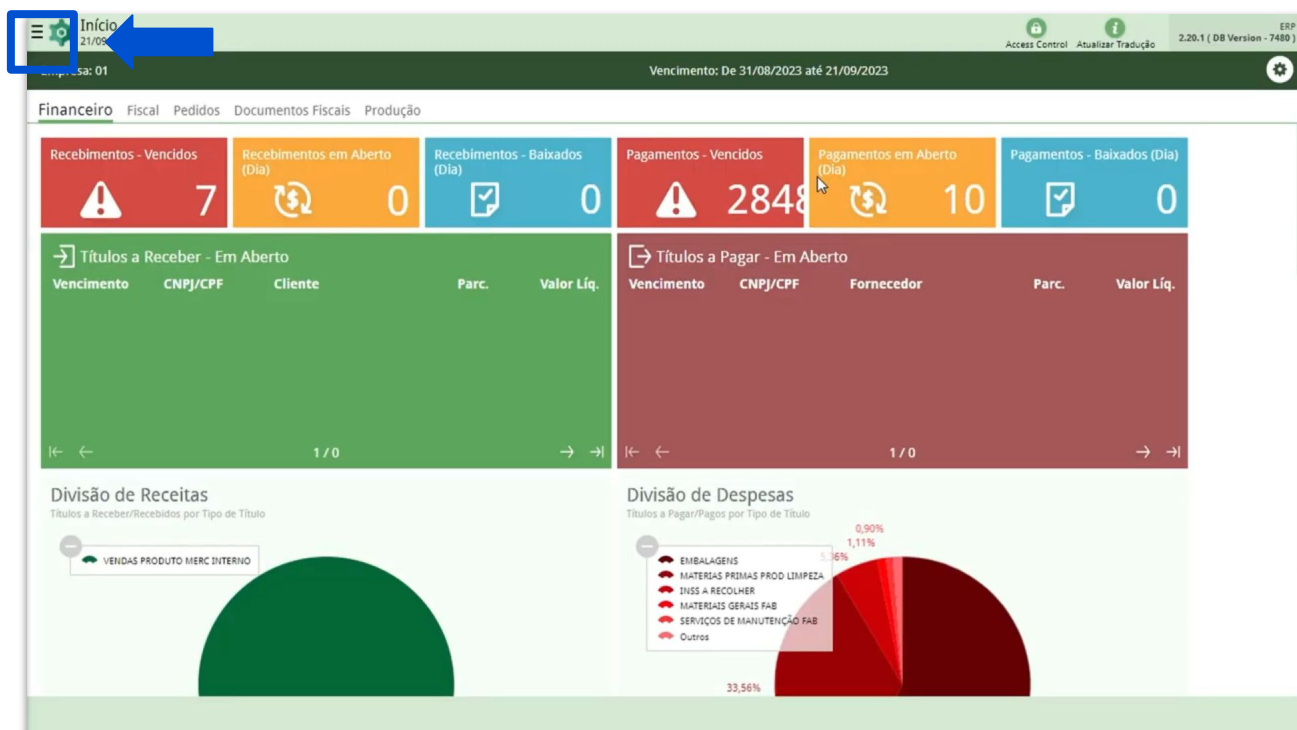 Início
21/09
Access Control
Atualizar Tradução
ERP
2.20.1 ( DB Version - 7480 )
Empresa: 01
Vencimento: De 31/08/2023 até 21/09/2023
Financeiro Fiscal Pedidos Documentos Fiscais Produção
Recebimentos - Vencidos
7
Recebimentos em Aberto
(Dia)
0
Recebimentos - Baixados
(Dia)
0
Pagamentos - Vencidos
2848
Pagamentos em Aberto
(Dia)
10
Pagamentos - Baixados (Dia)
0
Títulos a Receber - Em Aberto
Vencimento CNPJ/CPF Cliente Parc. Valor Líq.
1 / 0
Títulos a Pagar - Em Aberto
Vencimento CNPJ/CPF Fornecedor Parc. Valor Líq.
1 / 0
Divisão de Receitas
Títulos a Receber/Recebidos por Tipo de Título
VENDAS PRODUTO MERC INTERNO
Divisão de Despesas
Títulos a Pagar/Pagos por Tipo de Título
0,90%
1,11%
EMBALAGENS
MATERIAS PRIMAS PROD LIMPEZA
INSS A RECOLHER
MATERIAIS GERAIS FAB
SERVIÇOS DE MANUTENÇÃO FAB
Outros
33,56%